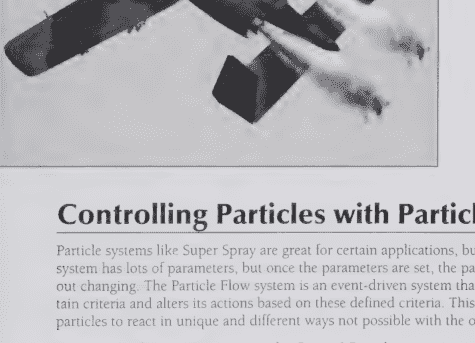 Controlling Particles with Particl
Particle systems like Super Spray are great for certain applications, bu
system has lots of parameters, but once the parameters are set, the pa
out changing. The Particle Flow system is an event-driven system tha
tain criteria and alters its actions based on these defined criteria. This
particles to react in unique and different ways not possible with the o